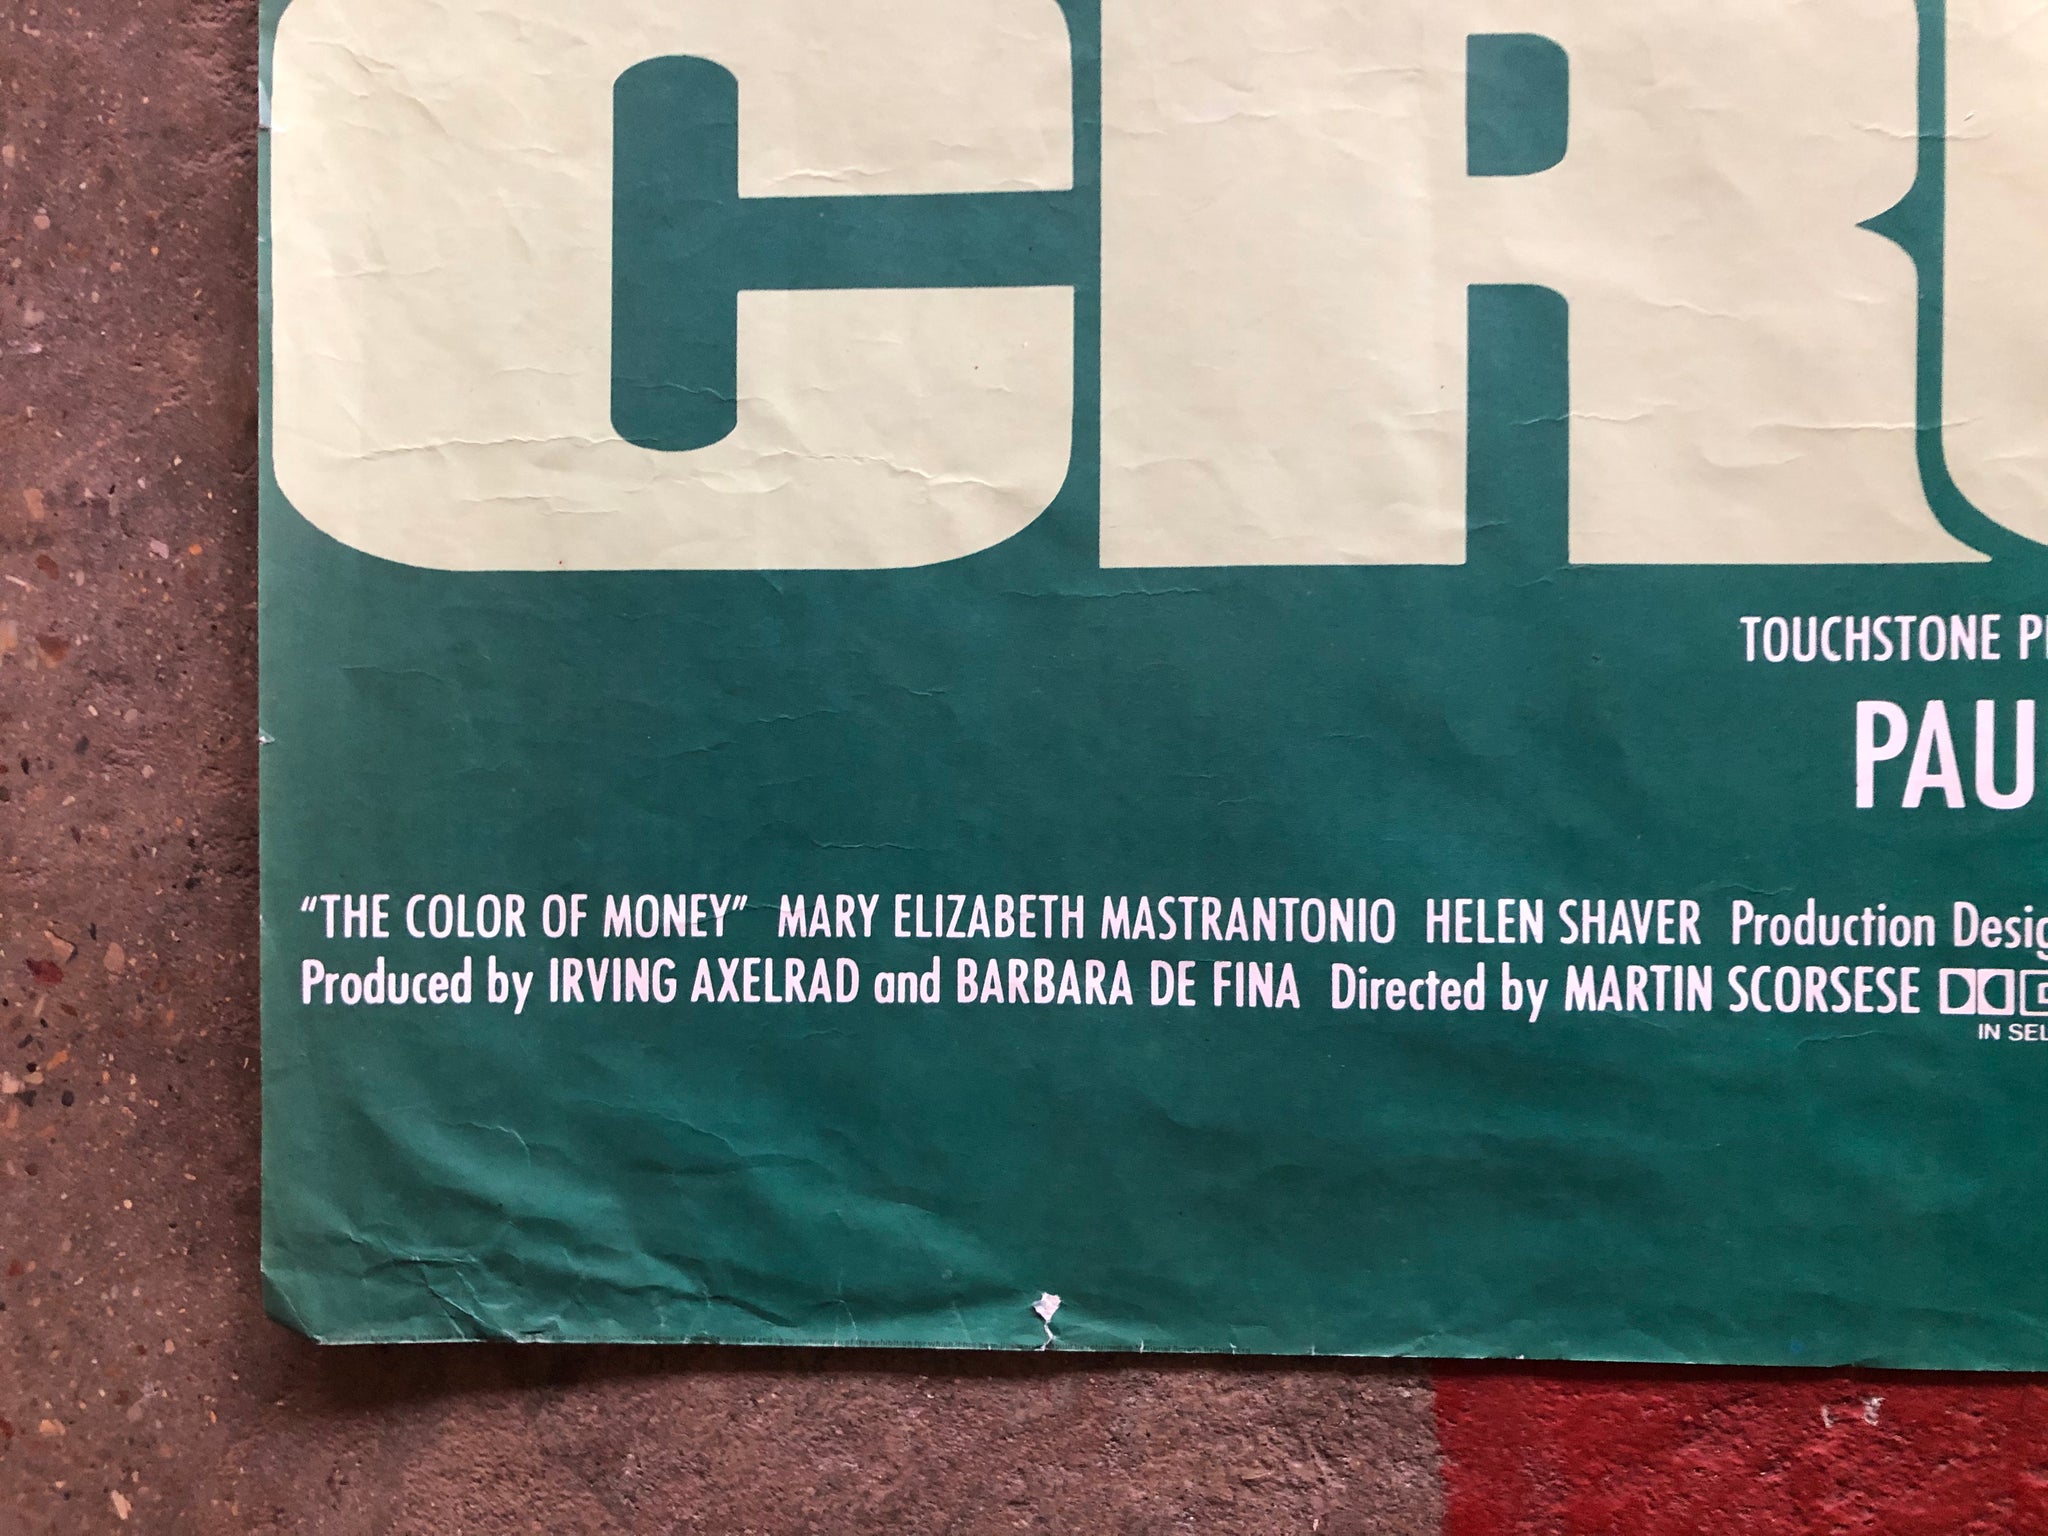 CRU
TOUCHSTONE
PAU
“THE COLOR OF MONEY” MARY ELIZABETH MASTRANTONIO HELEN SHAVER Production Desig
Produced by IRVING AXELRAD and BARBARA DE FINA Directed by MARTIN SCORSESE
IN SEL